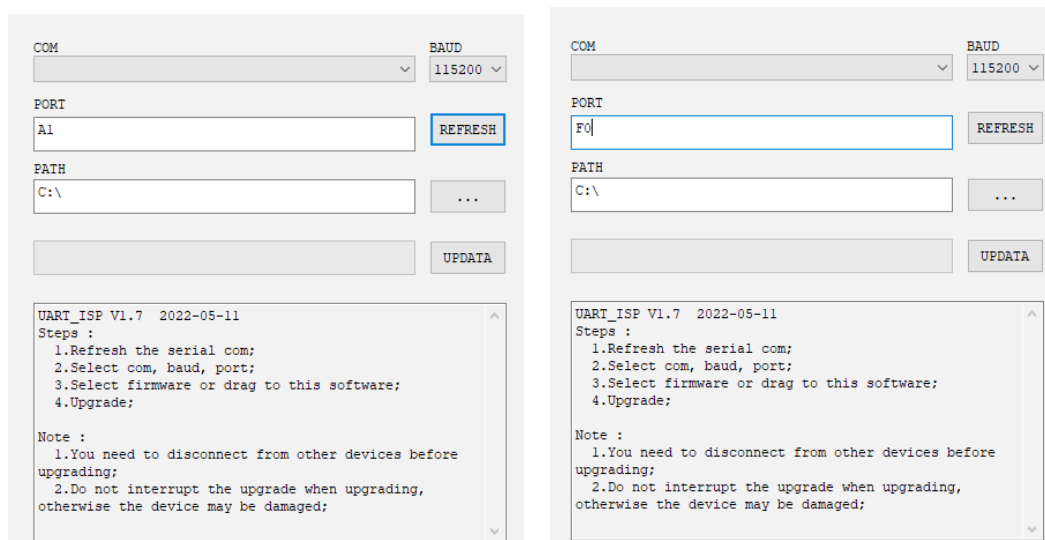 COM
BAUD
115200
PORT
A1
REFRESH
PATH
C:\
...
UPDATA
UART_ISP V1.7  2022-05-11
Steps :
  1.Refresh the serial com;
  2.Select com, baud, port;
  3.Select firmware or drag to this software;
  4.Upgrade;
Note :
  1.You need to disconnect from other devices before
upgrading;
  2.Do not interrupt the upgrade when upgrading,
otherwise the device may be damaged;
COM
BAUD
115200
PORT
F0
REFRESH
PATH
C:\
...
UPDATA
UART_ISP V1.7  2022-05-11
Steps :
  1.Refresh the serial com;
  2.Select com, baud, port;
  3.Select firmware or drag to this software;
  4.Upgrade;
Note :
  1.You need to disconnect from other devices before
upgrading;
  2.Do not interrupt the upgrade when upgrading,
otherwise the device may be damaged;